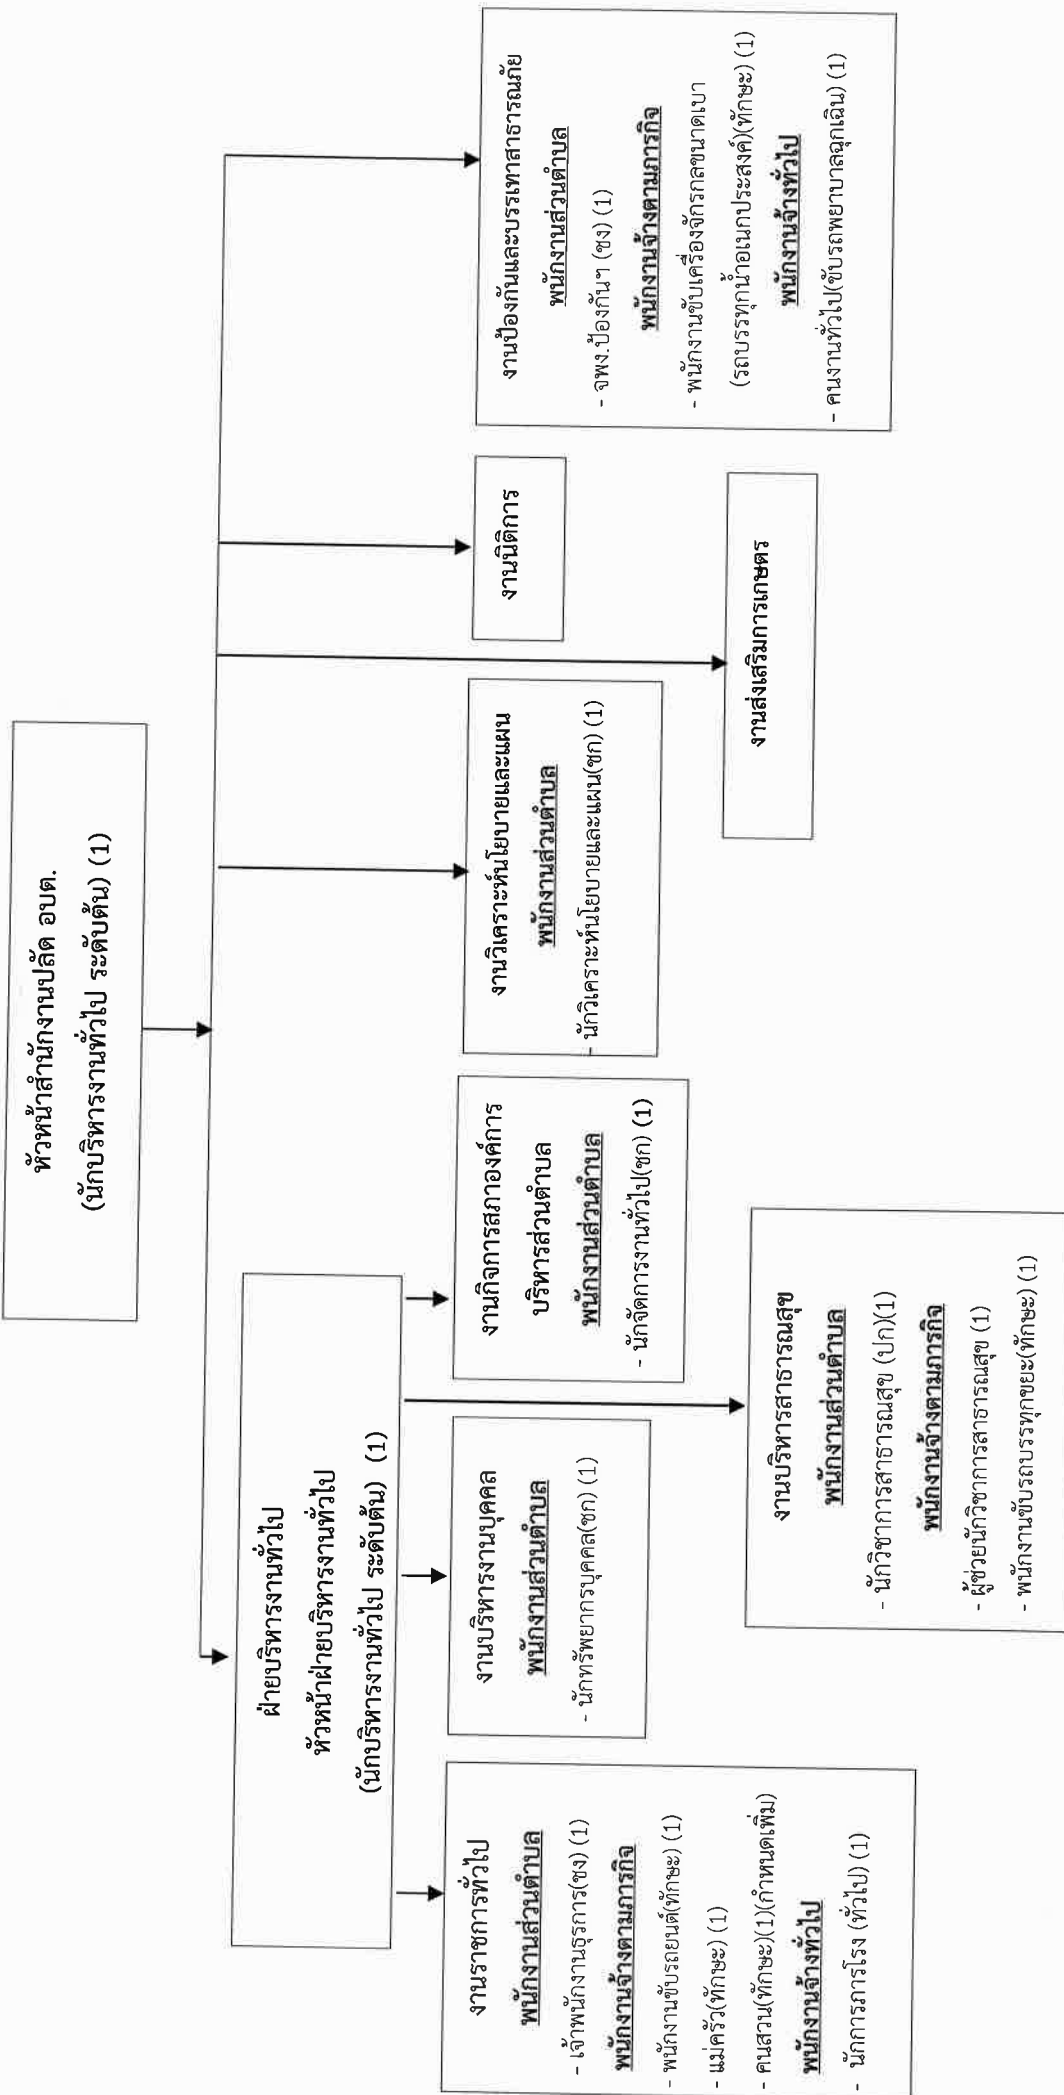 หัวหน้าสำนักงานปลัด อบต.
(นักบริหารงานทั่วไป ระดับต้น) (1)
ฝ่ายบริหารงานทั่วไป
หัวหน้าฝ่ายบริหารงานทั่วไป
(นักบริหารงานทั่วไป ระดับต้น) (1)
งานราชการทั่วไป
พนักงานส่วนตำบล
- เจ้าพนักงานธุรการ(ชง) (1)
พนักงานจ้างตามภารกิจ
- พนักงานขับรถยนต์(ทักษะ) (1)
- แม่ครัว(ทักษะ) (1)
- คนสวน(ทักษะ)(1)(กำหนดเพิ่ม)
พนักงานจ้างทั่วไป
- นักการภารโรง (ทั่วไป) (1)
งานบริหารงานบุคคล
พนักงานส่วนตำบล
- นักทรัพยากรบุคคล(ชก) (1)
งานกิจการสภาองค์การ
บริหารส่วนตำบล
พนักงานส่วนตำบล
- นักจัดการงานทั่วไป(ชก) (1)
งานวิเคราะห์นโยบายและแผน
พนักงานส่วนตำบล
- นักวิเคราะห์นโยบายและแผน(ชก) (1)
งานนิติการ
งานป้องกันและบรรเทาสาธารณภัย
พนักงานส่วนตำบล
- จพง.ป้องกันฯ (ชง) (1)
พนักงานจ้างตามภารกิจ
- พนักงานขับเครื่องจักรกลขนาดเบา
(รถบรรทุกน้ำอเนกประสงค์)(ทักษะ) (1)
พนักงานจ้างทั่วไป
- คนงานทั่วไป(ขับรถพยาบาลฉุกเฉิน) (1)
งานบริหารสาธารณสุข
พนักงานส่วนตำบล
- นักวิชาการสาธารณสุข (ปก)(1)
พนักงานจ้างตามภารกิจ
- ผู้ช่วยนักวิชาการสาธารณสุข (1)
- พนักงานขับรถบรรทุกขยะ(ทักษะ) (1)
งานส่งเสริมการเกษตร